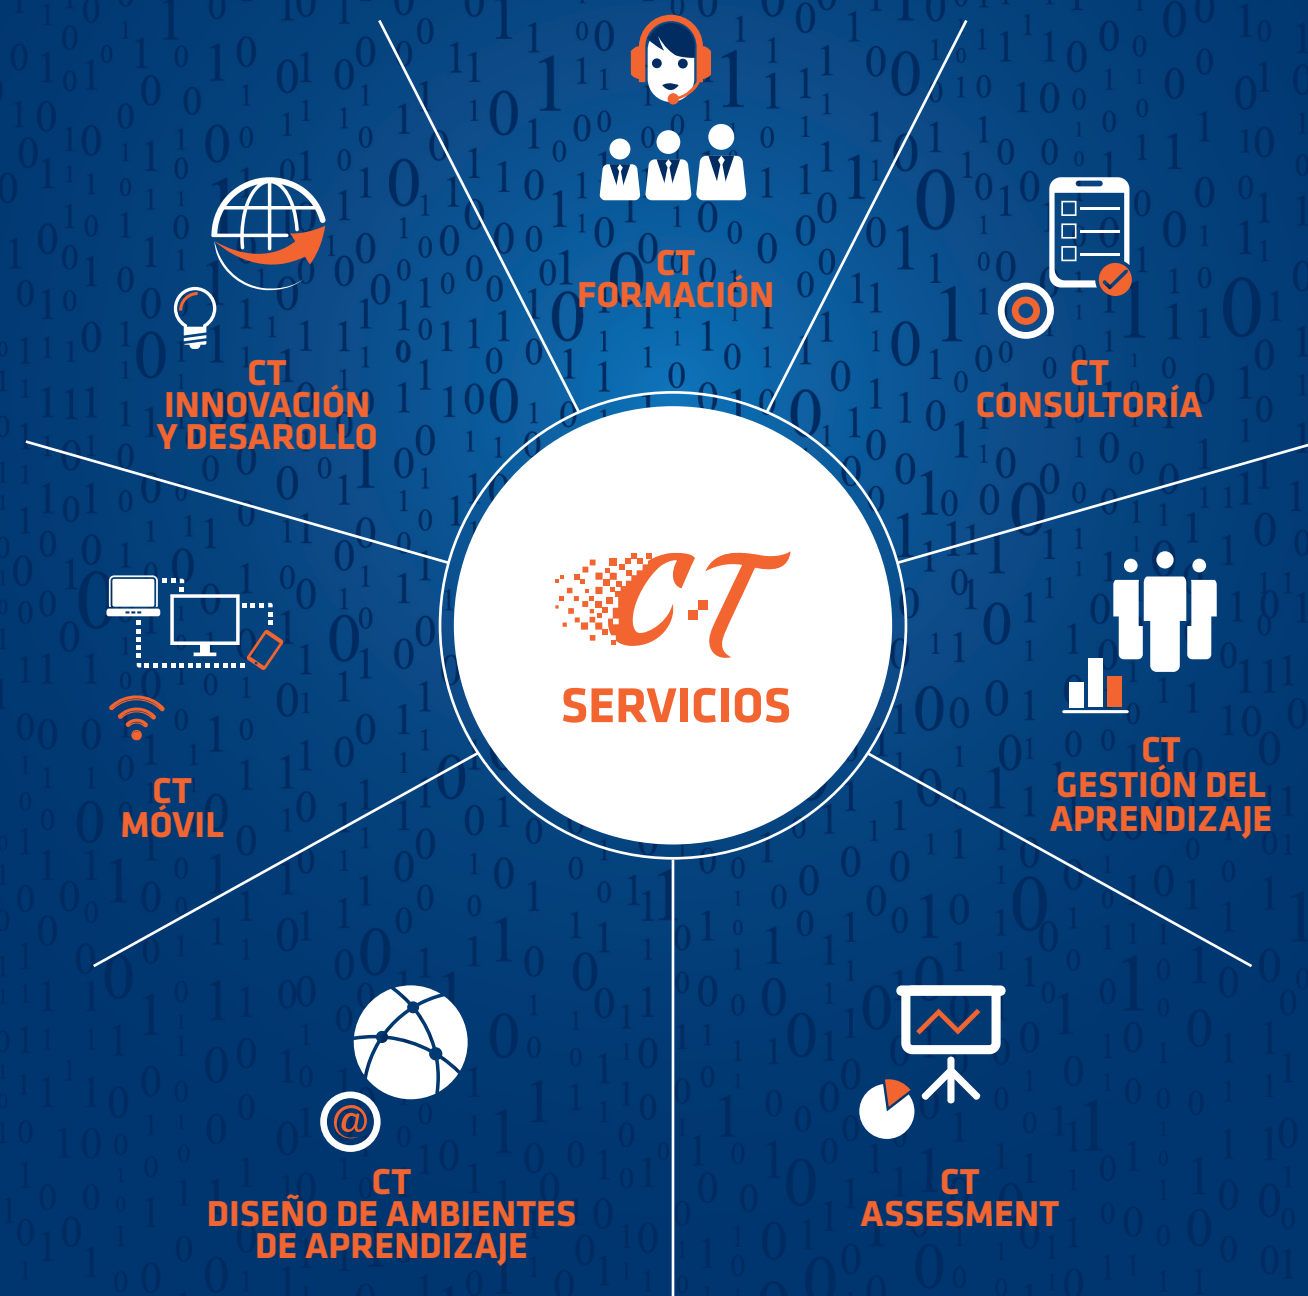 CT
FORMACIÓN
CT
INNOVACIÓN
Y DESAROLLO
CT
CONSULTORÍA
CT
SERVICIOS
CT
MÓVIL
CT
GESTIÓN DEL
APRENDIZAJE
@
CT
DISEÑO DE AMBIENTES
DE APRENDIZAJE
CT
ASSESMENT